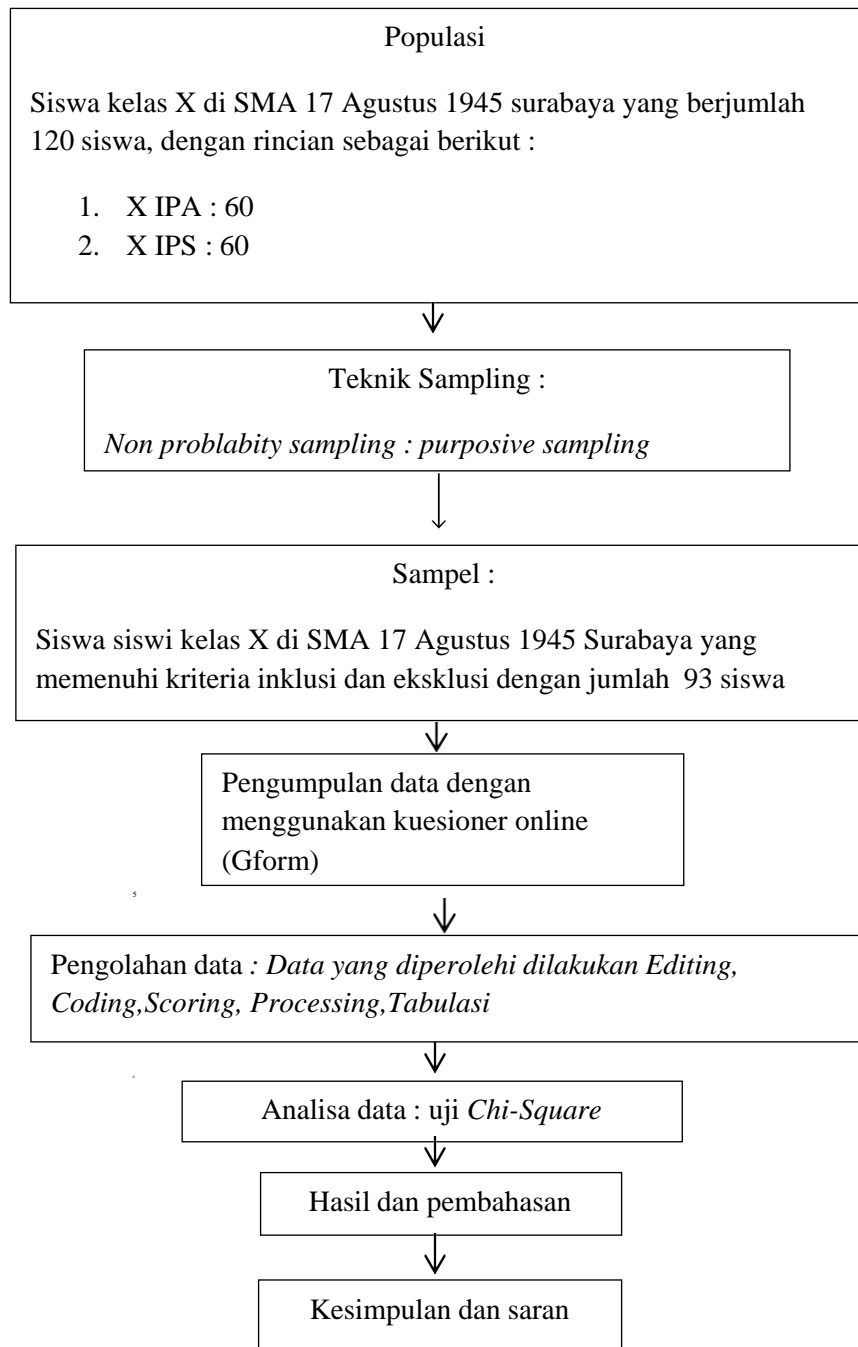 Populasi
Siswa kelas X di SMA 17 Agustus 1945 surabaya yang berjumlah
120 siswa, dengan rincian sebagai berikut :
1. X IPA : 60
2. X IPS : 60
Teknik Sampling :
Non problabity sampling : purposive sampling
Sampel :
Siswa siswi kelas X di SMA 17 Agustus 1945 Surabaya yang
memenuhi kriteria inklusi dan eksklusi dengan jumlah 93 siswa
Pengumpulan data dengan
menggunakan kuesioner online
(Gform)
5
Pengolahan data : Data yang diperolehi dilakukan Editing,
Coding,Scoring, Processing,Tabulasi
Analisa data : uji Chi-Square
Hasil dan pembahasan
Kesimpulan dan saran